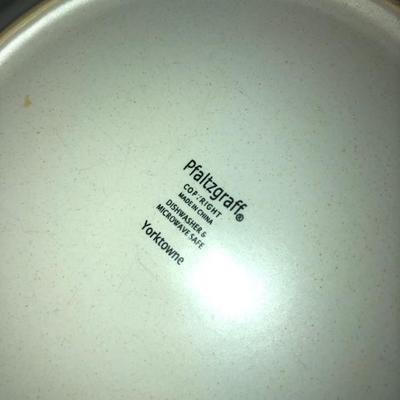 Pfaltzgraff®
COPYRIGHT
MADE IN CHINA
DISHWASHER &
MICROWAVE SAFE
Yorktowne